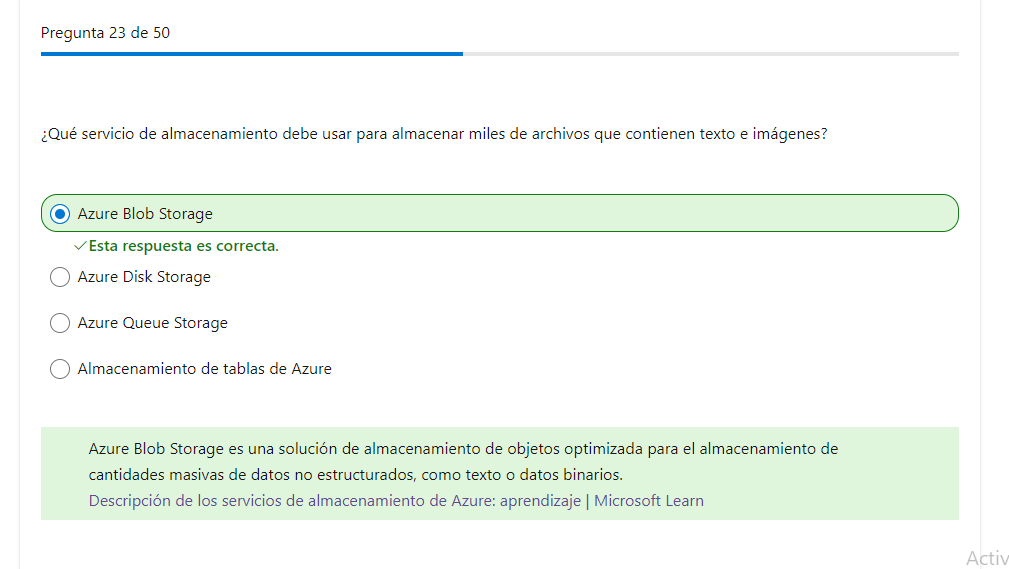 Pregunta 23 de 50
¿Qué servicio de almacenamiento debe usar para almacenar miles de archivos que contienen texto e imágenes?
Azure Blob Storage
✓Esta respuesta es correcta.
Azure Disk Storage
Azure Queue Storage
Almacenamiento de tablas de Azure
Azure Blob Storage es una solución de almacenamiento de objetos optimizada para el almacenamiento de
cantidades masivas de datos no estructurados, como texto o datos binarios.
Descripción de los servicios de almacenamiento de Azure: aprendizaje | Microsoft Learn
Activ